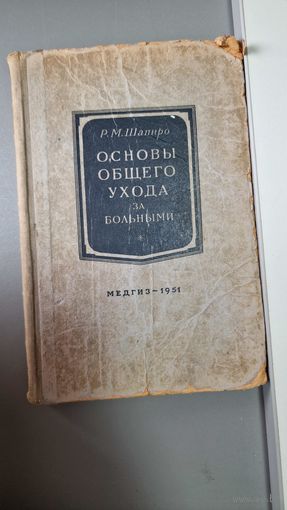 Р. М. Шапиро
ОСНОВЫ
ОБЩЕГО
УХОДА
ЗА
БОЛЬНЫМИ
МЕДГИЗ – 1951